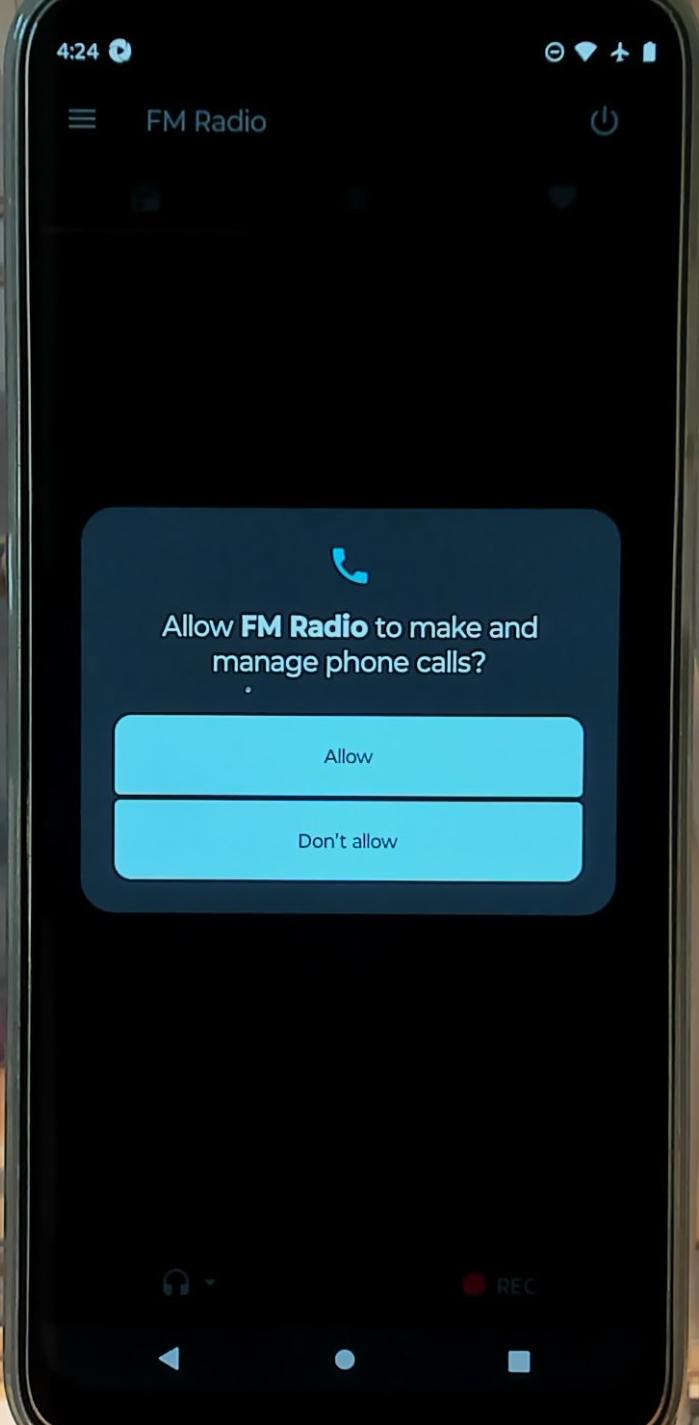 4:24
FM Radio
Allow FM Radio to make and
manage phone calls?
Allow
Don't allow
REC